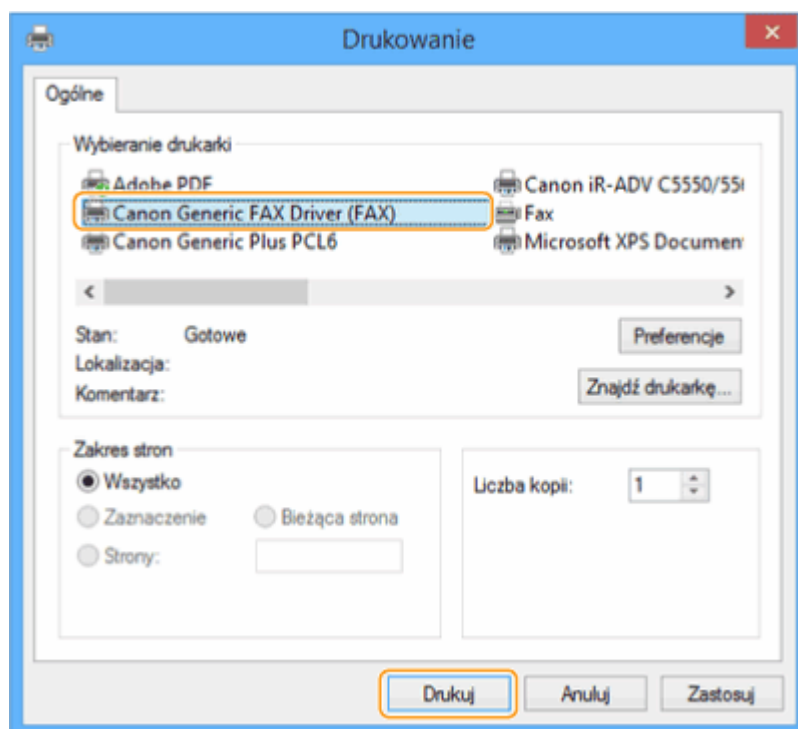 Drukowanie
Ogólne
Wybieranie drukarki
Adobe PDF
Canon iR-ADV C5550/55
Canon Generic FAX Driver (FAX)
Fax
Canon Generic Plus PCL6
Microsoft XPS Documen
Stan: Gotowe
Preferencje
Lokalizacja:
Komentarz:
Znajdź drukarkę...
Zakres stron
Wszystko
Liczba kopii: 1
Zaznaczenie
Bieżąca strona
Strony:
Drukuj
Anuluj
Zastosuj